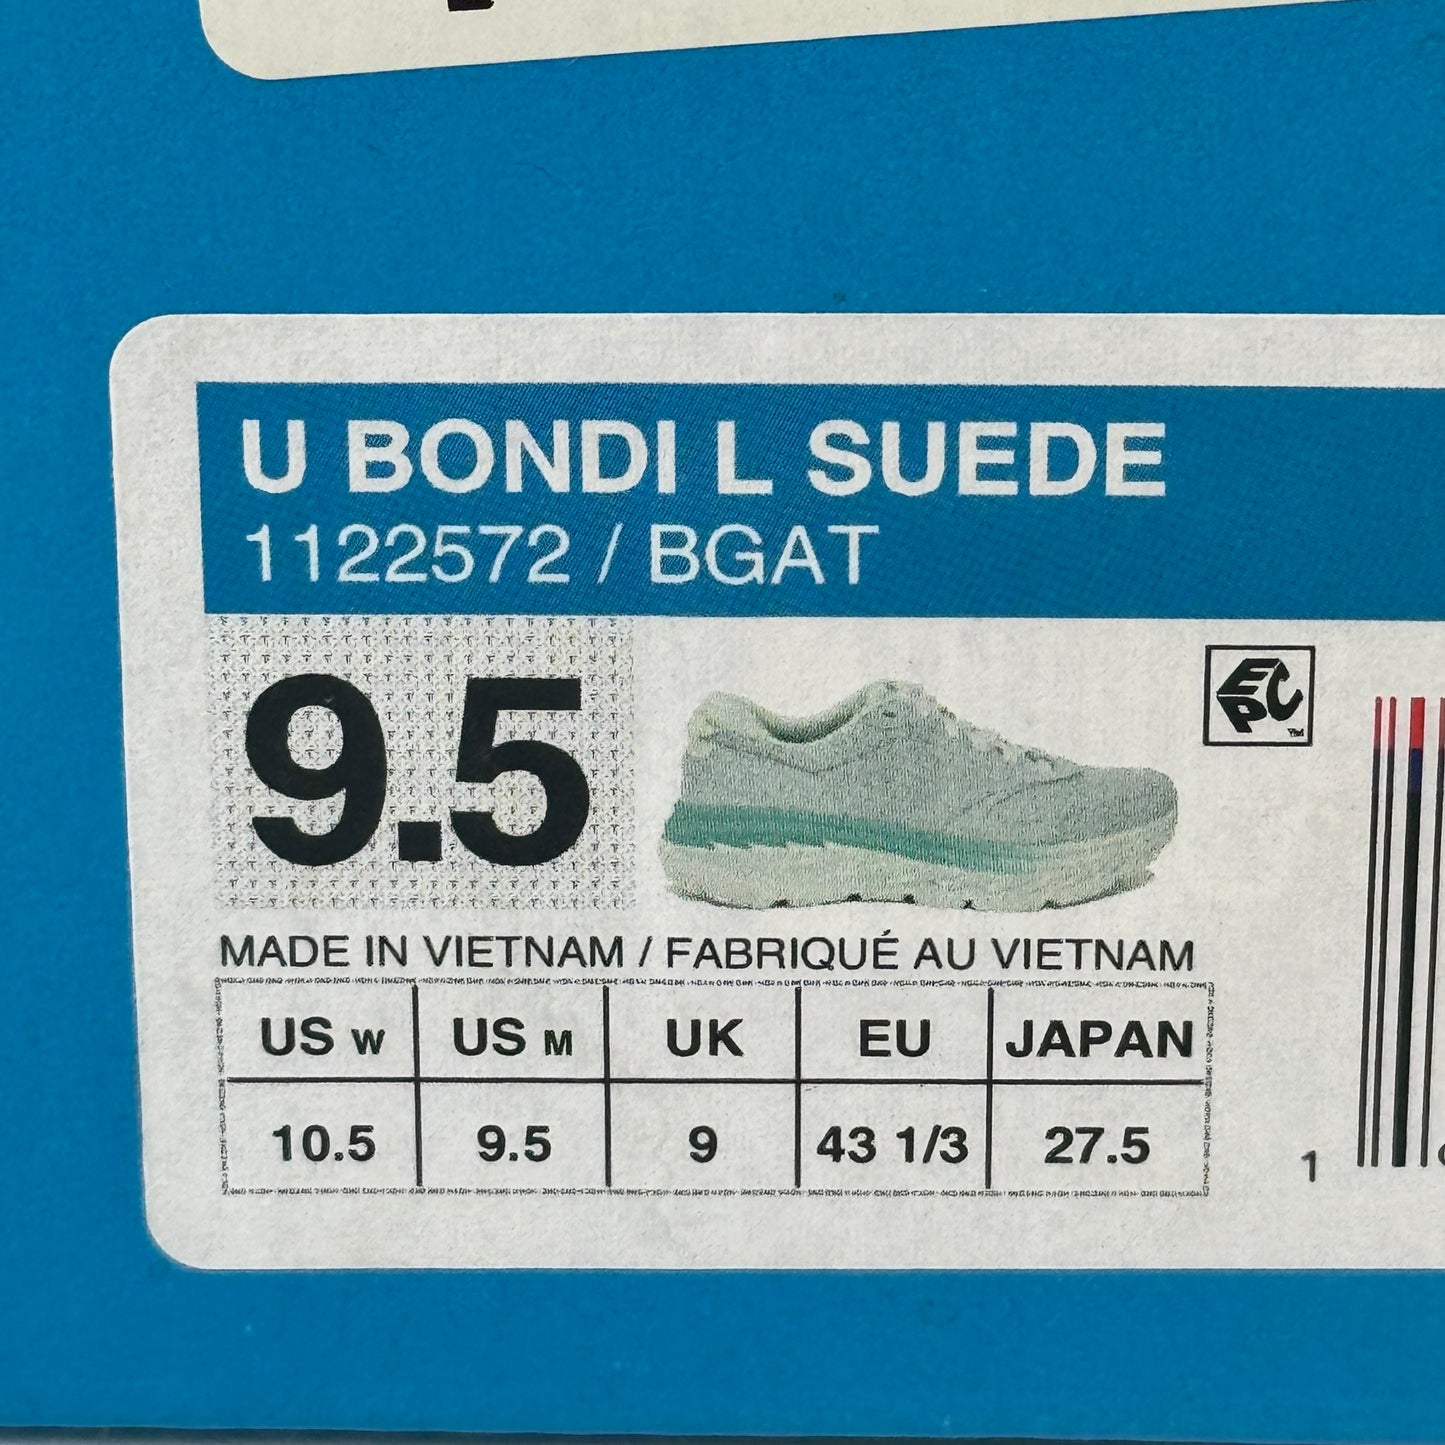 U BONDI L SUEDE
1122572 / BGAT
9.5
EPC
MADE IN VIETNAM / FABRIQUÉ AU VIETNAM
US W US M UK EU JAPAN
10.5 9.5 9 43 1/3 27.5
1